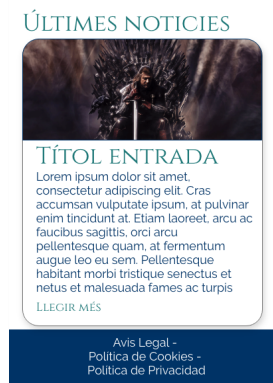 Últimes noticies
Títol entrada
Lorem ipsum dolor sit amet,
consectetur adipiscing elit. Cras
accumsan vulputate ipsum, at pulvinar
enim tincidunt at. Etiam laoreet, arcu ac
faucibus sagittis, orci arcu
pellentesque quam, at fermentum
augue leo eu sem. Pellentesque
habitant morbi tristique senectus et
netus et malesuada fames ac turpis
Llegir més
Avis Legal -
Política de Cookies -
Política de Privacidad